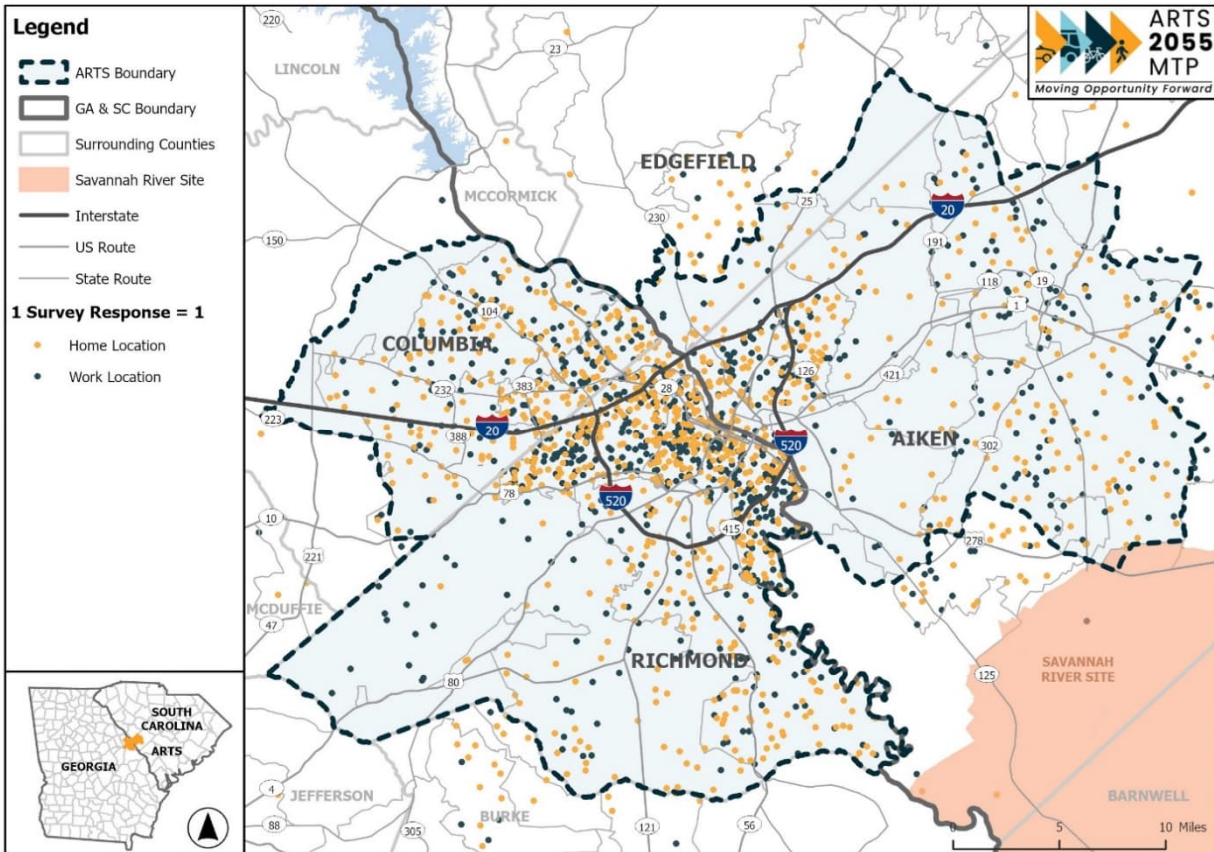 Legend
ARTS Boundary
GA & SC Boundary
Surrounding Counties
Savannah River Site
Interstate
US Route
State Route
1 Survey Response = 1
Home Location
Work Location
SOUTH
CAROLINA
ARTS
GEORGIA
ARTS
2055
MTP
Moving Opportunity Forward
220
23
LINCOLN
EDGEFIELD
MCCORMICK
25
20
230
191
150
118
19
1
104
COLUMBIA
126
421
28
232
383
223
20
388
520
AIKEN
302
78
520
10
415
278
221
MCDUFFIE
47
RICHMOND
SAVANNAH
RIVER SITE
125
80
4
JEFFERSON
BURKE
BARNWELL
88
305
121
56
0
5
10 Miles